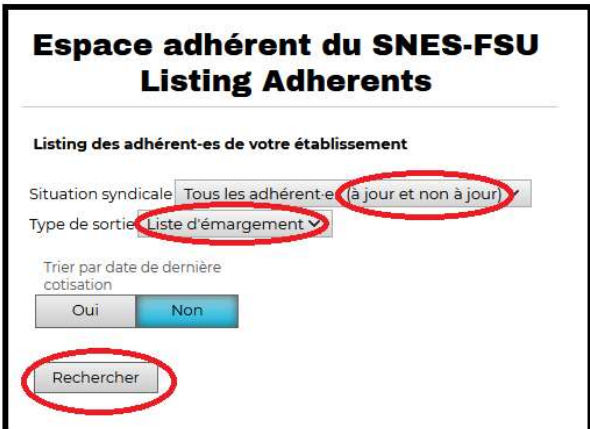 Espace adhérent du SNES-FSU
Listing Adherents
Listing des adhérent-es de votre établissement
Situation syndicale Tous les adhérent·e (à jour et non à jour)
Type de sortie Liste d'émargement
Trier par date de dernière
cotisation
Oui Non
Rechercher